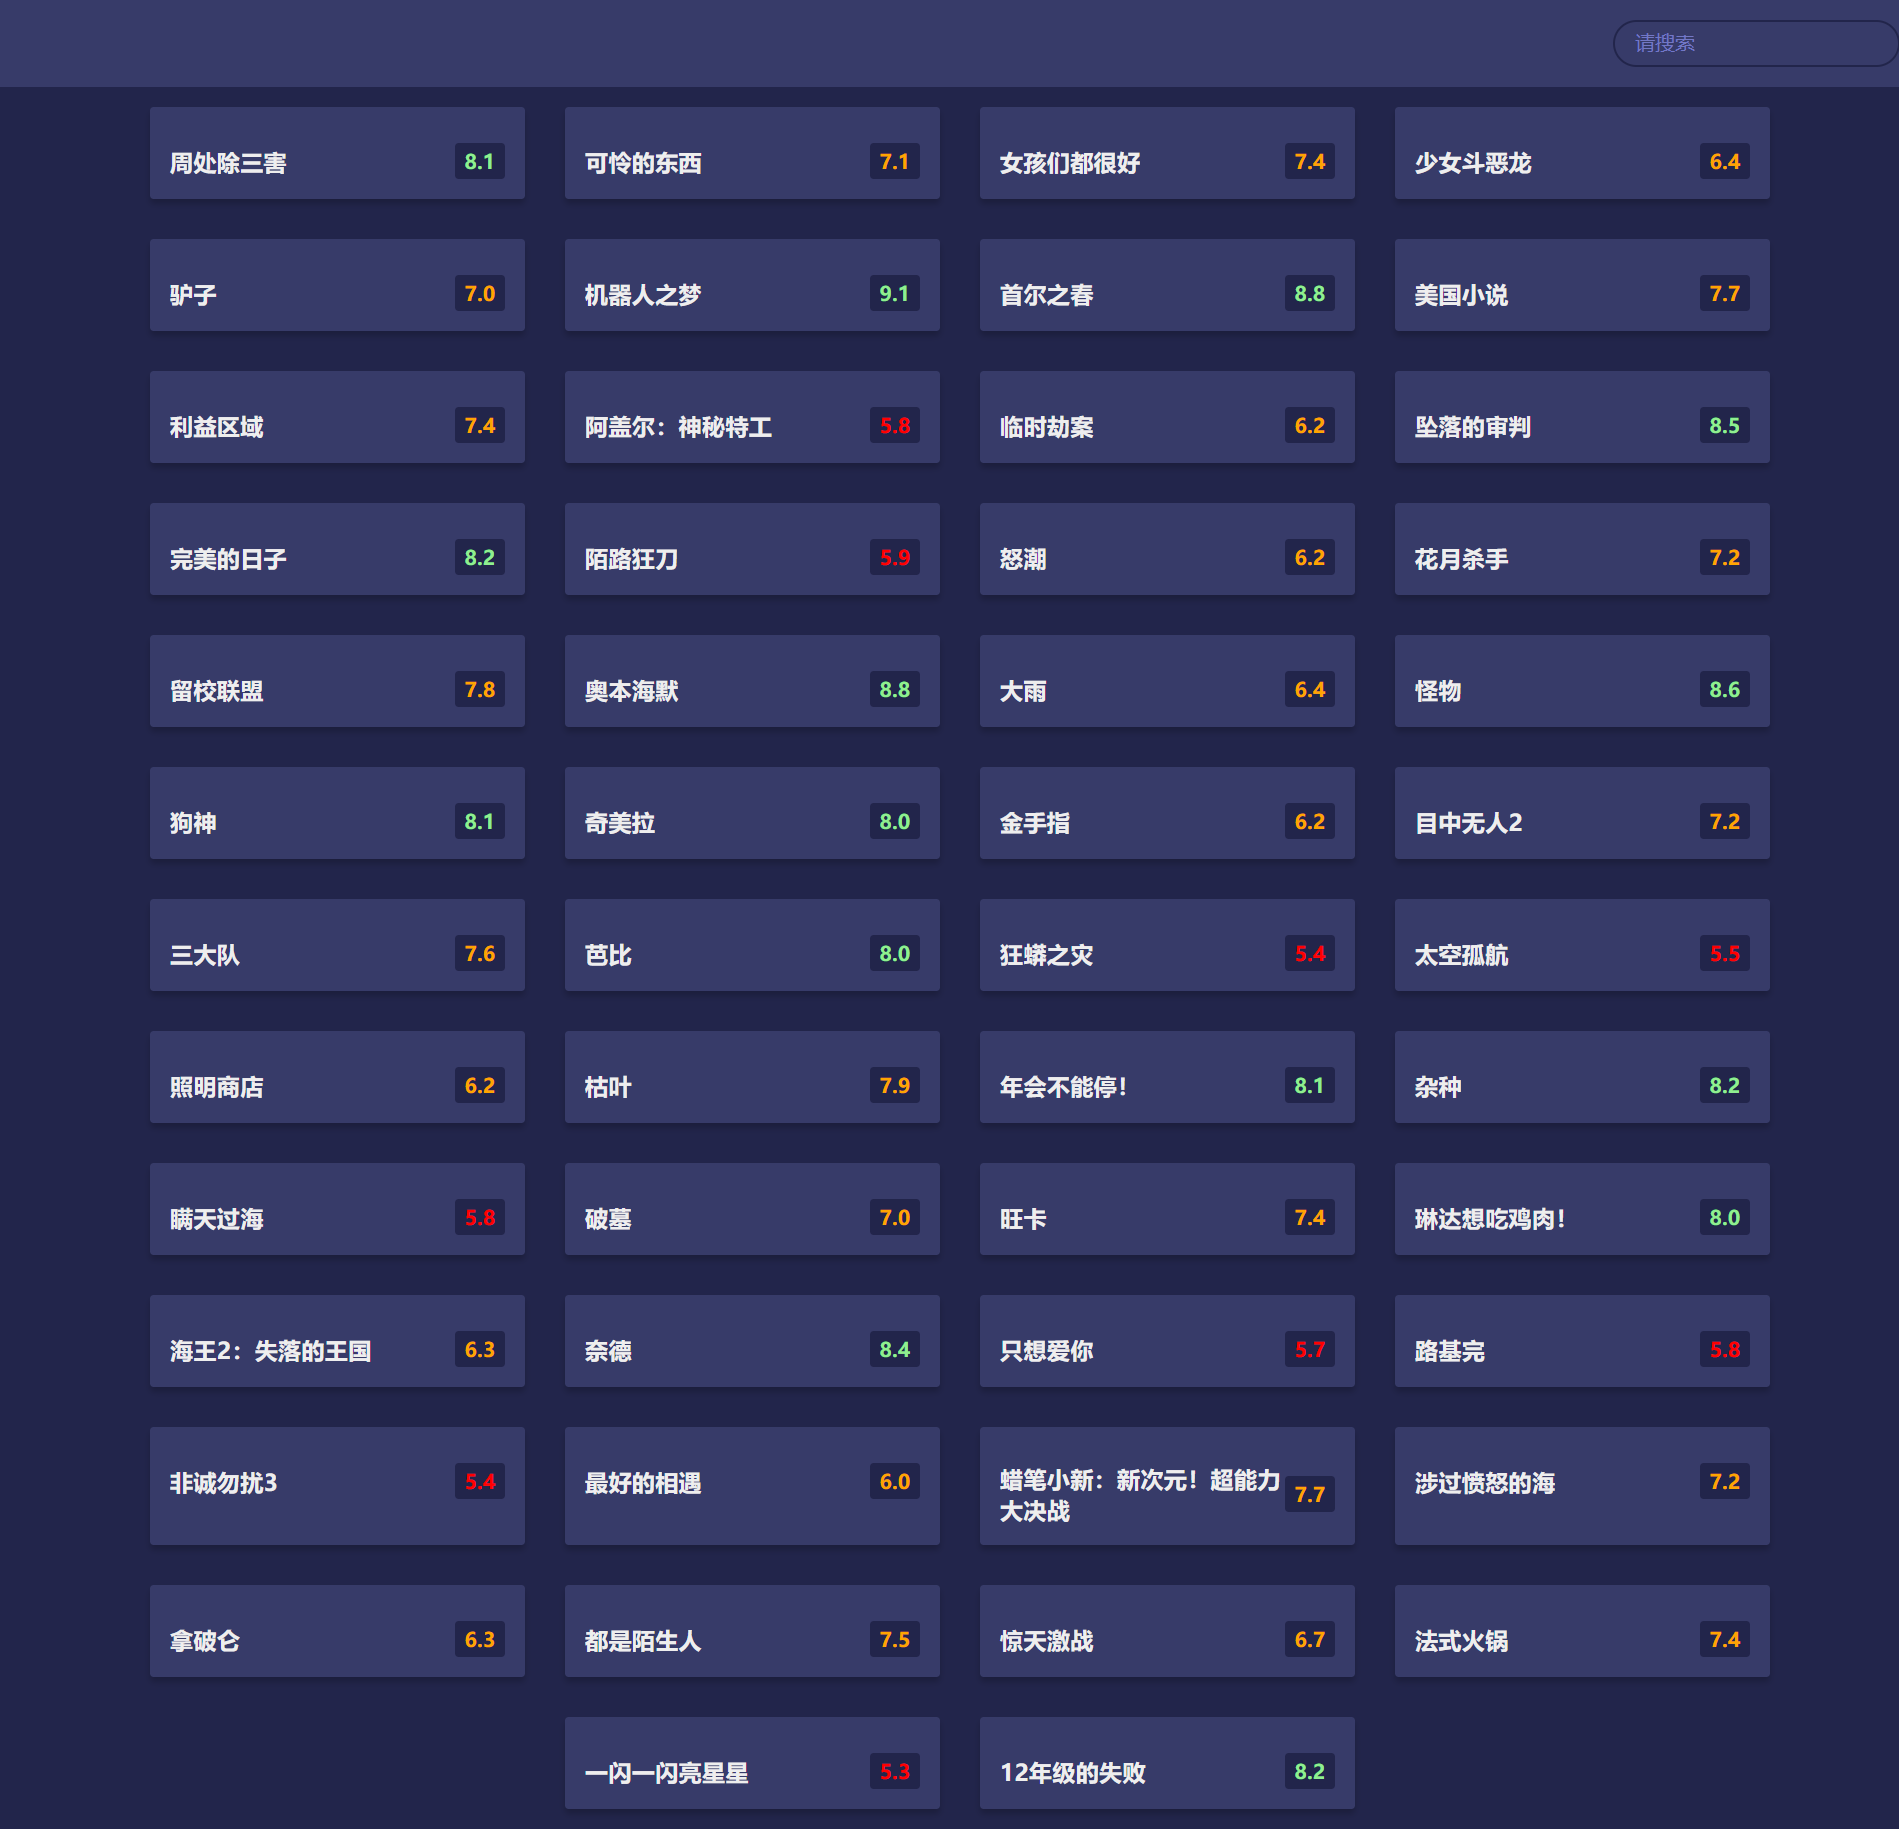 请搜索
周处除三害 8.1
可怜的东西 7.1
女孩们都很好 7.4
少女斗恶龙 6.4
驴子 7.0
机器人之梦 9.1
首尔之春 8.8
美国小说 7.7
利益区域 7.4
阿盖尔：神秘特工 5.8
临时劫案 6.2
坠落的审判 8.5
完美的日子 8.2
陌路狂刀 5.9
怒潮 6.2
花月杀手 7.2
留校联盟 7.8
奥本海默 8.8
大雨 6.4
怪物 8.6
狗神 8.1
奇美拉 8.0
金手指 6.2
目中无人2 7.2
三大队 7.6
芭比 8.0
狂蟒之灾 5.4
太空孤航 5.5
照明商店 6.2
枯叶 7.9
年会不能停！ 8.1
杂种 8.2
瞒天过海 5.8
破墓 7.0
旺卡 7.4
琳达想吃鸡肉！ 8.0
海王2：失落的王国 6.3
奈德 8.4
只想爱你 5.7
路基完 5.8
非诚勿扰3 5.4
最好的相遇 6.0
蜡笔小新：新次元！超能力
大决战 7.7
涉过愤怒的海 7.2
拿破仑 6.3
都是陌生人 7.5
惊天激战 6.7
法式火锅 7.4
一闪一闪亮星星 5.3
12年级的失败 8.2